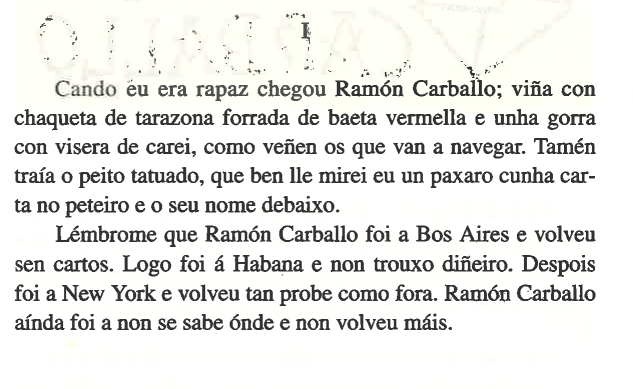 I
Cando eu era rapaz chegou Ramón Carballo; viña con
chaqueta de tarazona forrada de baeta vermella e unha gorra
con visera de carei, como veñen os que van a navegar. Tamén
traía o peito tatuado, que ben lle mirei eu un paxaro cunha car-
ta no peteiro e o seu nome debaixo.
Lémbrome que Ramón Carballo foi a Bos Aires e volveu
sen cartos. Logo foi á Habana e non trouxo diñeiro. Despois
foi a New York e volveu tan probe como fora. Ramón Carballo
aínda foi a non se sabe ónde e non volveu máis.